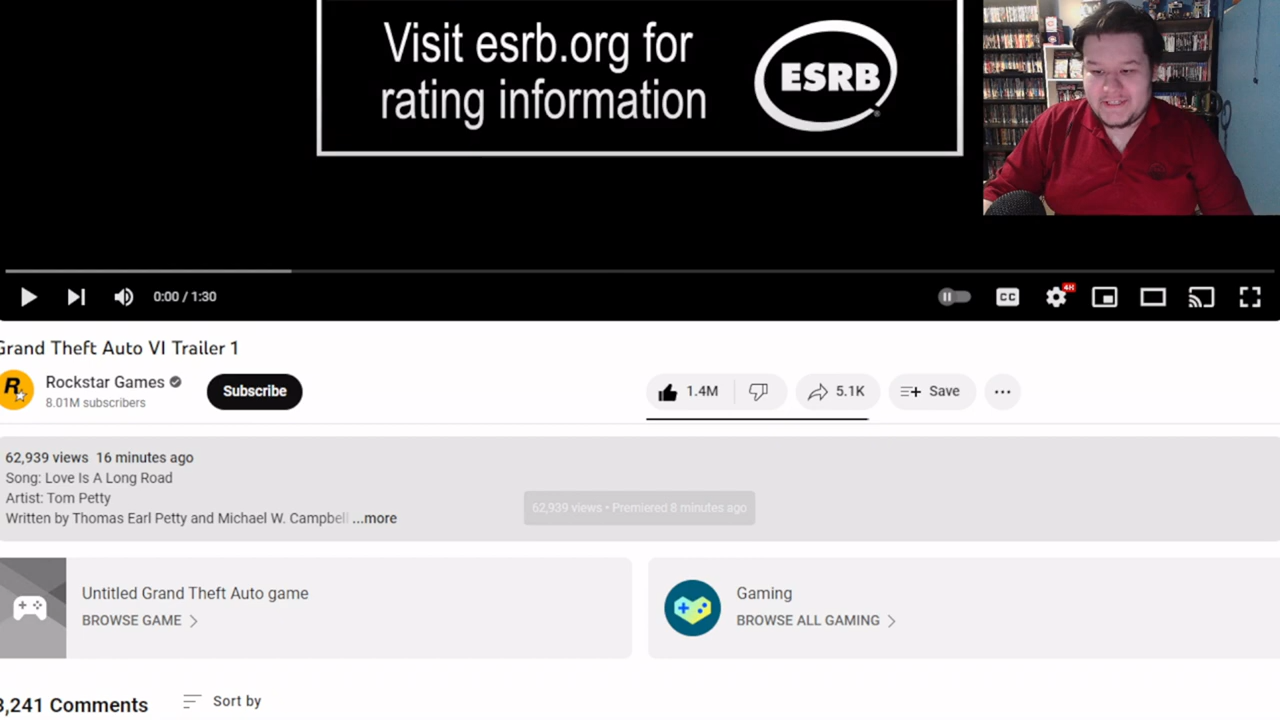 Visit esrb.org for
rating information
ESRB
0:00 / 1:30
CC
4H
Grand Theft Auto VI Trailer 1
R
Rockstar Games
8.01M subscribers
Subscribe
1.4M
5.1K
Save
62,939 views 16 minutes ago
Song: Love Is A Long Road
Artist: Tom Petty
Written by Thomas Earl Petty and Michael W. Campbell ...more
62,939 views • Premiered 8 minutes ago
Untitled Grand Theft Auto game
BROWSE GAME
Gaming
BROWSE ALL GAMING
3,241 Comments
Sort by